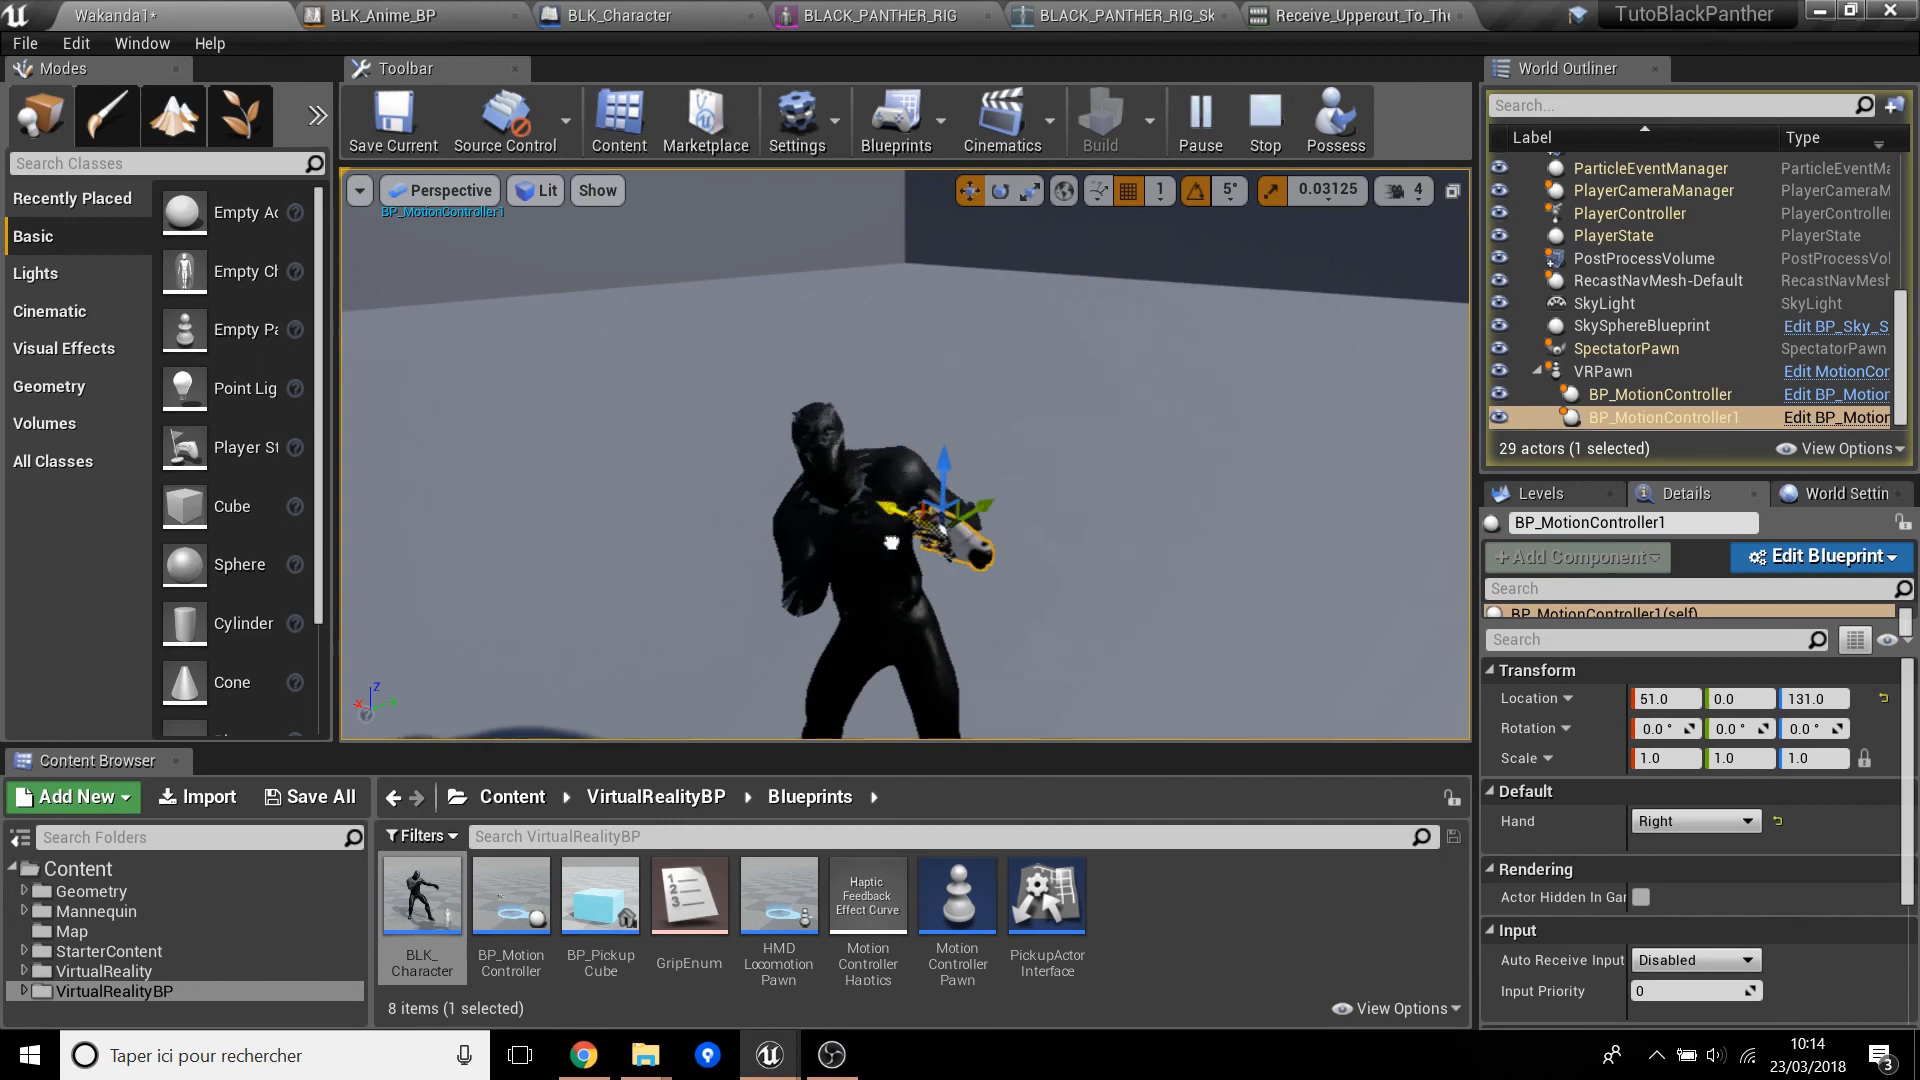 Wakanda1*
BLK_Anime_BP
BLK_Character
BLACK_PANTHER_RIG
BLACK_PANTHER_RIG_Sk
Receive_Uppercut_To_The
TutoBlackPanther
File
Edit
Window
Help
Modes
Toolbar
World Outliner
Save Current
Source Control
Content
Marketplace
Settings
Blueprints
Cinematics
Build
Pause
Stop
Possess
Search Classes
Recently Placed
Basic
Lights
Cinematic
Visual Effects
Geometry
Volumes
All Classes
Empty Ac
Empty Ch
Empty Pa
Point Lig
Player St
Cube
Sphere
Cylinder
Cone
Perspective
Lit
Show
BP_MotionController1
1
5°
0.03125
4
Z
X
Search...
Label
Type
ParticleEventManager
ParticleEventMa
PlayerCameraManager
PlayerCameraM
PlayerController
PlayerController
PlayerState
PlayerState
PostProcessVolume
PostProcessVol
RecastNavMesh-Default
RecastNavMesh
SkyLight
SkyLight
SkySphereBlueprint
Edit BP_Sky_S
SpectatorPawn
SpectatorPawn
VRPawn
Edit MotionCon
BP_MotionController
Edit BP_Motion
BP_MotionController1
Edit BP_Motion
29 actors (1 selected)
View Options
Levels
Details
World Settin
BP_MotionController1
+ Add Component
Edit Blueprint
Search
BP_MotionController1(self)
Search
Transform
Location
51.0
0.0
131.0
Rotation
0.0 °
0.0 °
0.0 °
Scale
1.0
1.0
1.0
Default
Hand
Right
Rendering
Actor Hidden In Gar
Input
Auto Receive Input
Disabled
Input Priority
0
Content Browser
Add New
Import
Save All
Content
VirtualRealityBP
Blueprints
Search Folders
Filters
Search VirtualRealityBP
Content
Geometry
Mannequin
Map
StarterContent
VirtualReality
VirtualRealityBP
1
2
3
Haptic
Feedback
Effect Curve
BLK_
Character
BP_Motion
Controller
BP_Pickup
Cube
GripEnum
HMD
Locomotion
Pawn
Motion
Controller
Haptics
Motion
Controller
Pawn
PickupActor
Interface
8 items (1 selected)
View Options
Taper ici pour rechercher
10:14
23/03/2018
3